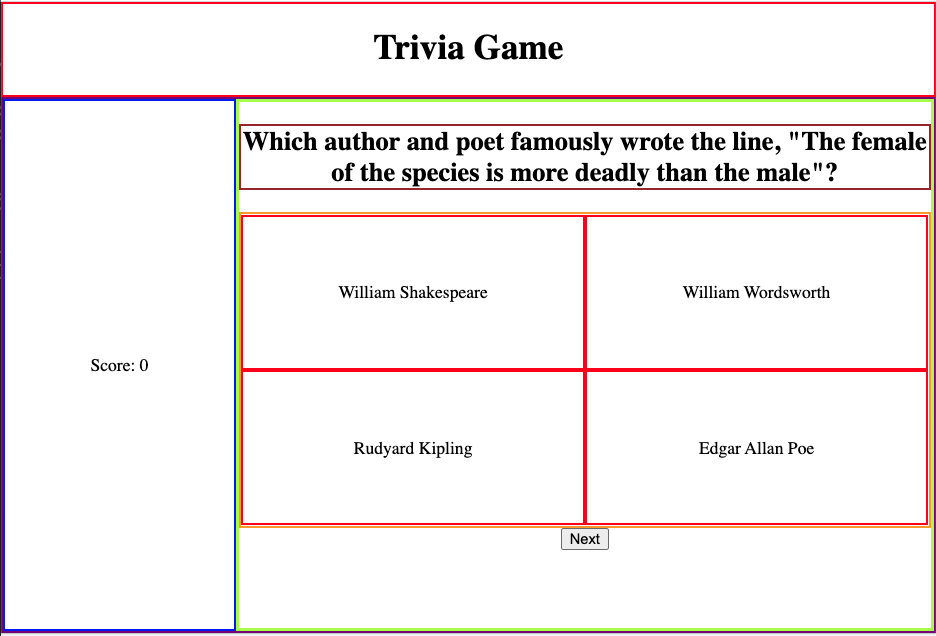 Trivia Game
Which author and poet famously wrote the line, "The female
of the species is more deadly than the male"?
William Shakespeare
William Wordsworth
Score: 0
Rudyard Kipling
Edgar Allan Poe
Next